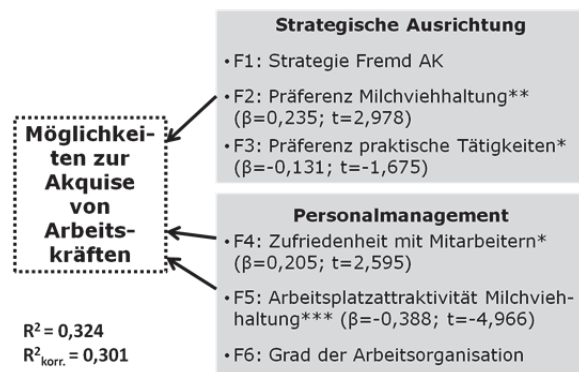 Strategische Ausrichtung
• F1: Strategie Fremd AK
• F2: Präferenz Milchviehhaltung**
(β=0,235; t=2,978)
• F3: Präferenz praktische Tätigkeiten*
(β=-0,131; t=-1,675)
Möglichkei-
ten zur
Akquise
von
Arbeits-
kräften
Personalmanagement
• F4: Zufriedenheit mit Mitarbeitern*
(β=0,205; t=2,595)
• F5: Arbeitsplatzattraktivität Milchvieh-
haltung*** (β=-0,388; t=-4,966)
• F6: Grad der Arbeitsorganisation
R² = 0,324
R²korr. = 0,301